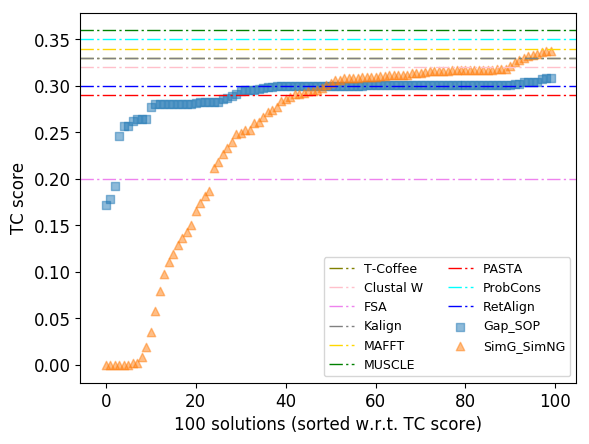 0.35
0.30
0.25
0.20
0.15
0.10
0.05
0.00
TC score
0 20 40 60 80 100
100 solutions (sorted w.r.t. TC score)
T-Coffee
Clustal W
FSA
Kalign
MAFFT
MUSCLE
PASTA
ProbCons
RetAlign
Gap_SOP
SimG_SimNG